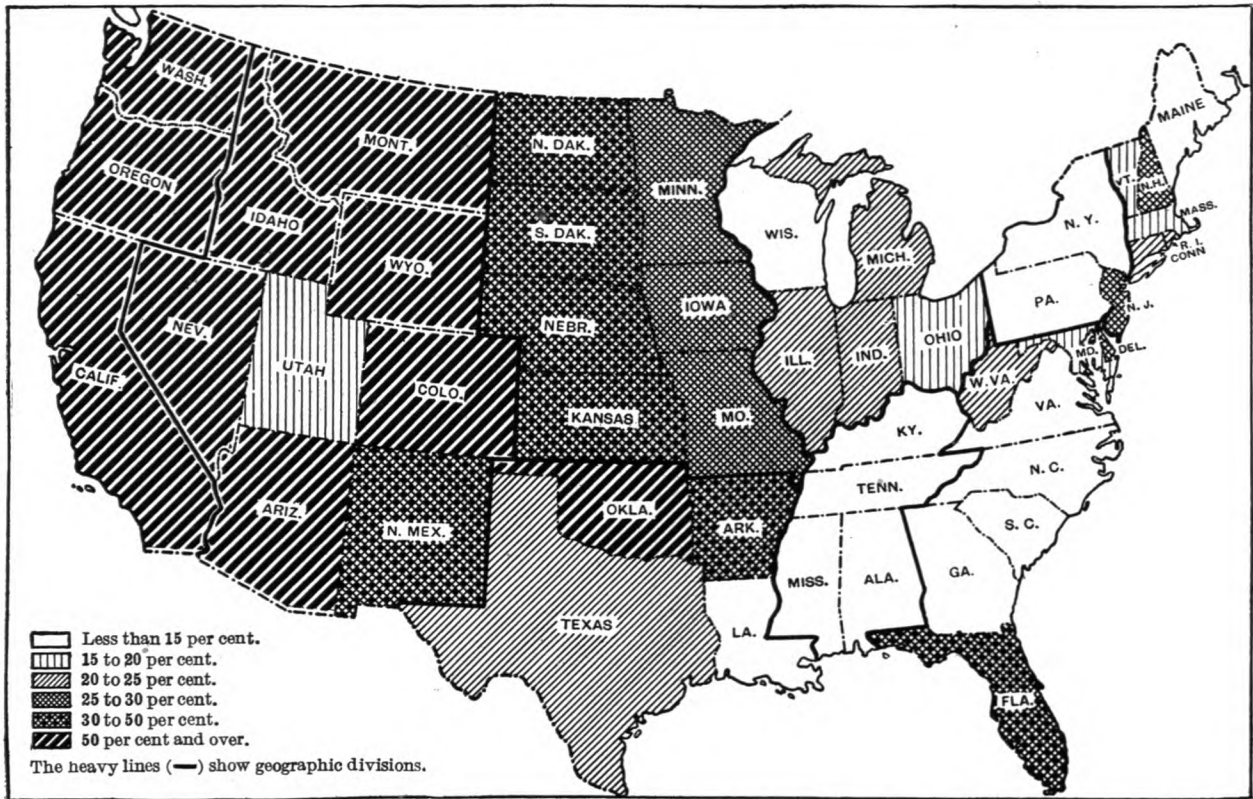 WASH.
MONT.
N. DAK.
MINN.
MAINE
OREGON
IDAHO
S. DAK.
WIS.
MICH.
VT.
N.H.
N. Y.
MASS.
R. I.
CONN
WYO.
IOWA
PA.
N. J.
NEV.
NEBR.
ILL.
IND.
OHIO
MD.
DEL.
UTAH
CALIF.
COLO.
KANSAS
MO.
W.VA.
VA.
KY.
N. C.
TENN.
ARIZ.
N. MEX.
OKLA.
ARK.
S. C.
MISS.
ALA.
GA.
TEXAS
LA.
FLA.
Less than 15 per cent.
15 to 20 per cent.
20 to 25 per cent.
25 to 30 per cent.
30 to 50 per cent.
50 per cent and over.
The heavy lines (━) show geographic divisions.